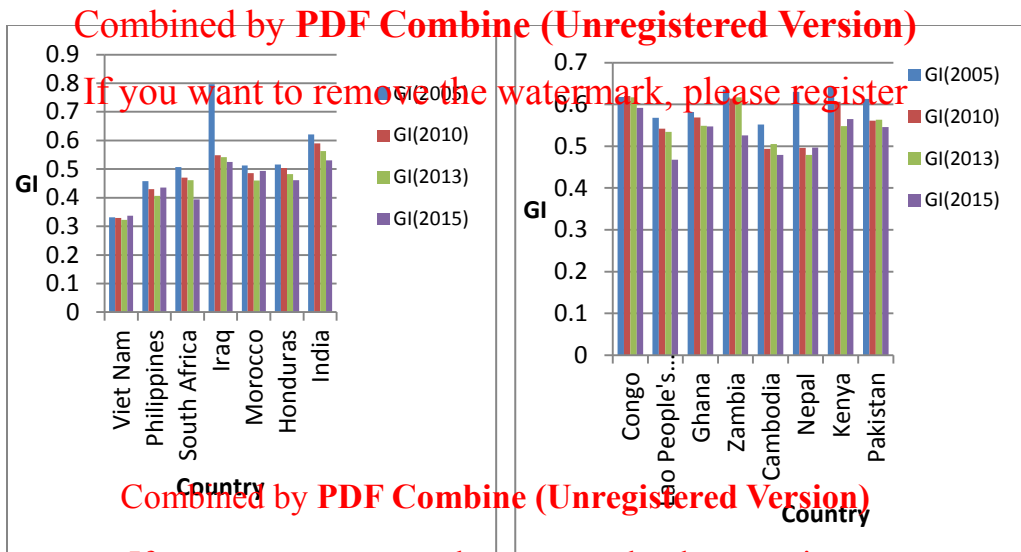 Combined by PDF Combine (Unregistered Version)
If you want to remove the watermark, please register
0.9
0.8
0.7
0.6
0.5
0.4
0.3
0.2
0.1
0
GI
GI(2005)
GI(2010)
GI(2013)
GI(2015)
Viet Nam
Philippines
South Africa
Iraq
Morocco
Honduras
India
Country
0.7
0.6
0.5
0.4
0.3
0.2
0.1
0
GI
GI(2005)
GI(2010)
GI(2013)
GI(2015)
Congo
Lao People's...
Ghana
Zambia
Cambodia
Nepal
Kenya
Pakistan
Country
Combined by PDF Combine (Unregistered Version)